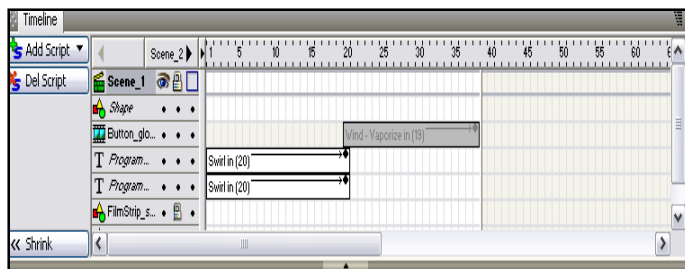 Timeline
Add Script
Scene_2
1 5 10 15 20 25 30 35 40 45 50 55 60
Del Script
Scene_1
Shape
Button_glo...
Wind - Vaporize in (19)
T Program...
Swirl in (20)
T Program...
Swirl in (20)
FilmStrip_s...
<< Shrink